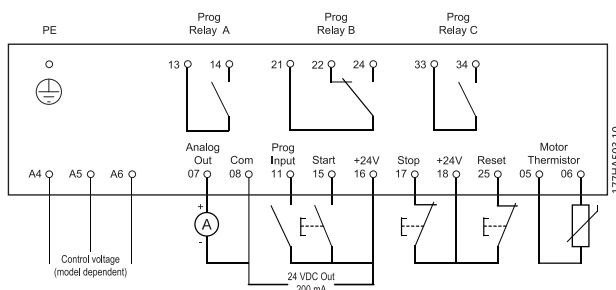 PE
Prog
Relay A
Prog
Relay B
Prog
Relay C
13
14
21
22
24
33
34
Analog
Out
Com
Prog
Input
Start
+24V
Stop
+24V
Reset
Motor
Thermistor
A4
A5
A6
07
08
11
15
16
17
18
25
05
06
+
A
-
Control voltage
(model dependent)
24 VDC Out
200 mA
177HA593.10